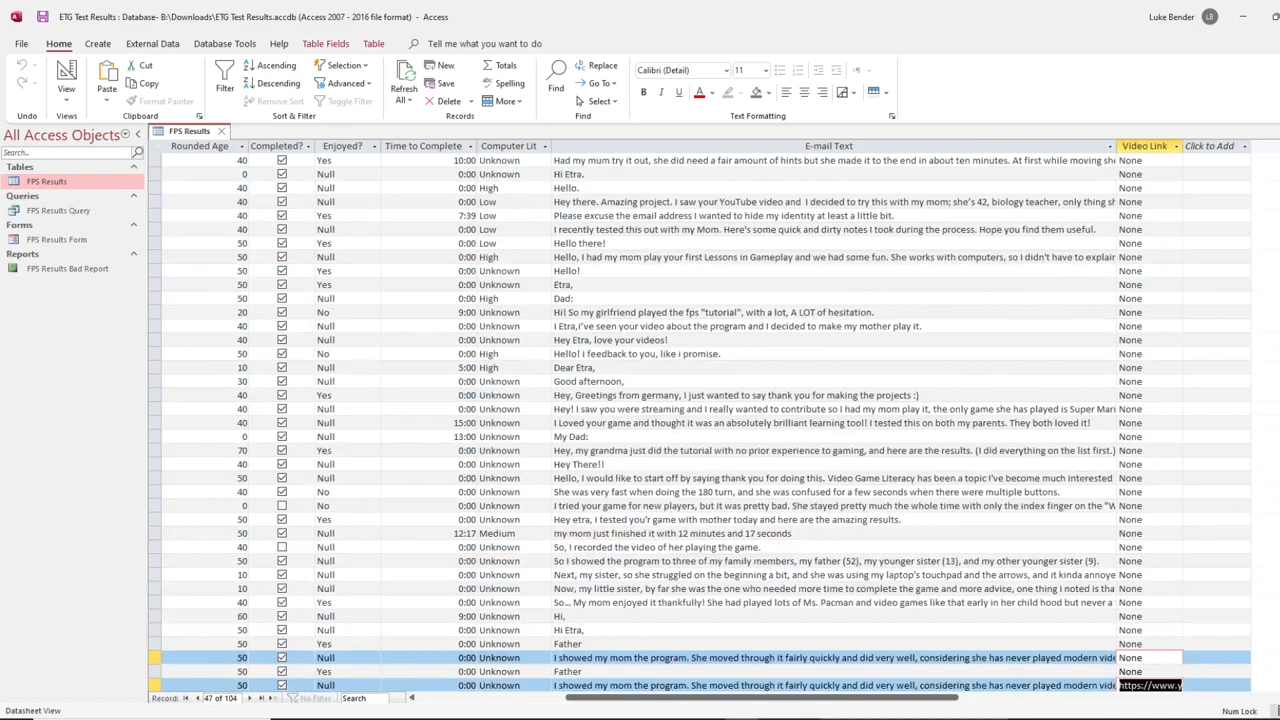 ETG Test Results : Database- B:\Downloads\ETG Test Results.accdb (Access 2007 - 2016 file format) - Access Luke Bender LB
File Home Create External Data Database Tools Help Table Fields Table Tell me what you want to do
View Views Undo
Paste Cut Copy Format Painter Clipboard
Filter Ascending Descending Remove Sort Selection Advanced Toggle Filter Sort & Filter
Refresh All New Save Delete Totals Spelling More Records
Find Replace Go To Select Find
Calibri (Detail) 11 B I U A Text Formatting
All Access Objects
Search...
Tables
FPS Results
Queries
FPS Results Query
Forms
FPS Results Form
Reports
FPS Results Bad Report
FPS Results
Rounded Age Completed? Enjoyed? Time to Complete Computer Lit E-mail Text Video Link Click to Add
40 Yes 10:00 Unknown Had my mum try it out, she did need a fair amount of hints but she made it to the end in about ten minutes. At first while moving she None
0 Null 0:00 Unknown Hi Etra. None
40 Null 0:00 High Hello. None
40 Null 0:00 Low Hey there. Amazing project. I saw your YouTube video and I decided to try this with my mom; she's 42, biology teacher, only thing sh None
40 Yes 7:39 Low Please excuse the email address I wanted to hide my identity at least a little bit. None
40 Null 0:00 Low I recently tested this out with my Mom. Here's some quick and dirty notes I took during the process. Hope you find them useful. None
50 Yes 0:00 Low Hello there! None
50 Null 0:00 High Hello, I had my mom play your first Lessons in Gameplay and we had some fun. She works with computers, so I didn't have to explain None
50 Yes 0:00 Unknown Hello! None
50 Yes 0:00 Unknown Etra, None
50 Null 0:00 High Dad: None
20 No 9:00 Unknown Hi! So my girlfriend played the fps "tutorial", with a lot, A LOT of hesitation. None
40 Null 0:00 Unknown I Etra,i've seen your video about the program and I decided to make my mother play it. None
40 Null 0:00 Unknown Hey Etra, love your videos! None
50 No 0:00 High Hello! I feedback to you, like i promise. None
10 Null 5:00 High Dear Etra, None
30 Null 0:00 Unknown Good afternoon, None
40 Yes 0:00 Unknown Hey, Greetings from germany, I just wanted to say thank you for making the projects :) None
40 Null 0:00 Unknown Hey! I saw you were streaming and I really wanted to contribute so I had my mom play it, the only game she has played is Super Mari None
40 Null 15:00 Unknown I Loved your game and thought it was an absolutely brilliant learning tool! I tested this on both my parents. They both loved it! None
0 Null 13:00 Unknown My Dad: None
70 Yes 0:00 Unknown Hey, my grandma just did the tutorial with no prior experience to gaming, and here are the results. (I did everything on the list first.) None
40 Null 0:00 Unknown Hey There!! None
50 Null 0:00 Unknown Hello, I would like to start off by saying thank you for doing this. Video Game Literacy has been a topic I've become much interested None
40 No 0:00 Unknown She was very fast when doing the 180 turn, and she was confused for a few seconds when there were multiple buttons. None
0 No 0:00 Unknown I tried your game for new players, but it was pretty bad. She stayed pretty much the whole time with only the index finger on the "W None
50 Yes 0:00 Unknown Hey etra, i tested you'r game with mother today and here are the amazing results. None
50 Null 12:17 Medium my mom just finished it with 12 minutes and 17 seconds None
40 Null 0:00 Unknown So, I recorded the video of her playing the game. None
50 Null 0:00 Unknown So I showed the program to three of my family members, my father (52), my younger sister (13), and my other younger sister (9). None
10 Null 0:00 Unknown Next, my sister, so she struggled on the beginning a bit, and she was using my laptop's touchpad and the arrows, and it kinda annoye None
10 Null 0:00 Unknown Now, my little sister, by far she was the one who needed more time to complete the game and more advice, one thing I noted is tha None
40 Yes 0:00 Unknown So... My mom enjoyed it thankfully! She had played lots of Ms. Pacman and video games like that early in her child hood but never a None
60 Null 9:00 Unknown Hi, None
50 Null 0:00 Unknown Hi Etra, None
50 Yes 0:00 Unknown Father None
50 Null 0:00 Unknown I showed my mom the program. She moved through it fairly quickly and did very well, considering she has never played modern vide None
50 Yes 0:00 Unknown Father None
50 Null 0:00 Unknown I showed my mom the program. She moved through it fairly quickly and did very well, considering she has never played modern vide https://www.y
Record: 47 of 104 No Filter Search
Datasheet View Num Lock